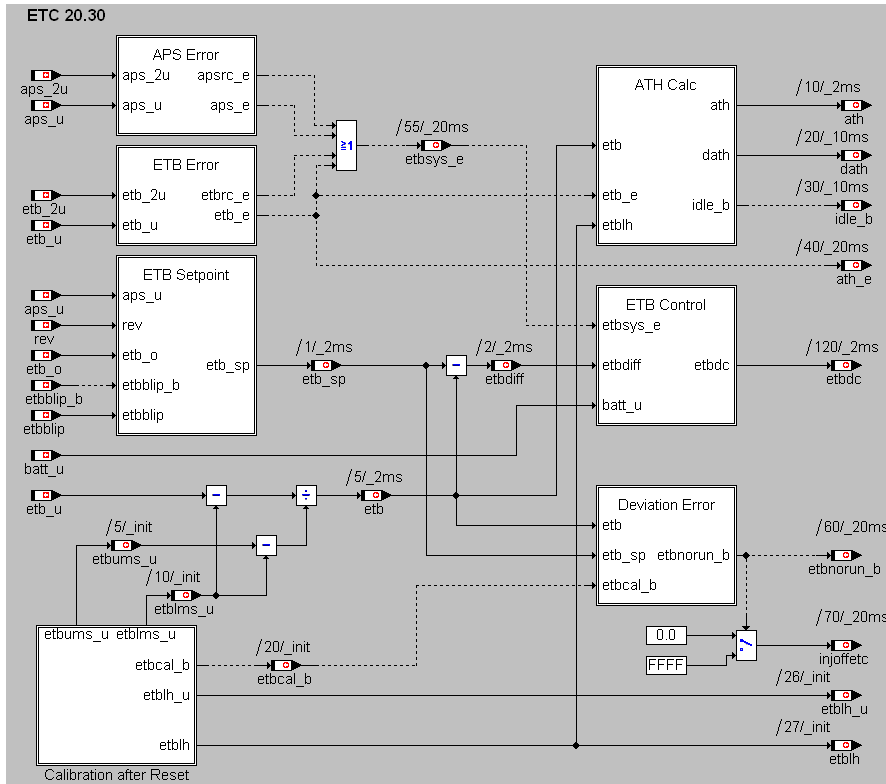 ETC 20.30
APS Error
aps_2u
aps_2u apsrc_e
aps_u
aps_u aps_e
≥1
/55/_20ms
etbsys_e
ETB Error
etb_2u
etb_2u etbrc_e
etb_u
etb_u etb_e
ETB Setpoint
aps_u
aps_u
rev
rev
etb_o
etb_o
etbblip_b
etbblip_b
etbblip
etbblip
etb_sp
/1/_2ms
etb_sp
-
/2/_2ms
etbdiff
batt_u
etb_u
-
÷
/5/_2ms
etb
/5/_init
etbums_u
-
/10/_init
etblms_u
etbums_u etblms_u
etbcal_b
/20/_init
etbcal_b
etblh_u
etblh
Calibration after Reset
ATH Calc
ath
/10/_2ms
ath
etb
dath
/20/_10ms
dath
etb_e
idle_b
/30/_10ms
idle_b
etblh
/40/_20ms
ath_e
ETB Control
etbsys_e
etbdiff etbdc
/120/_2ms
etbdc
batt_u
Deviation Error
etb
etb_sp etbnorun_b
/60/_20ms
etbnorun_b
etbcal_b
0.0
FFFF
/70/_20ms
injoffetc
/26/_init
etblh_u
/27/_init
etblh